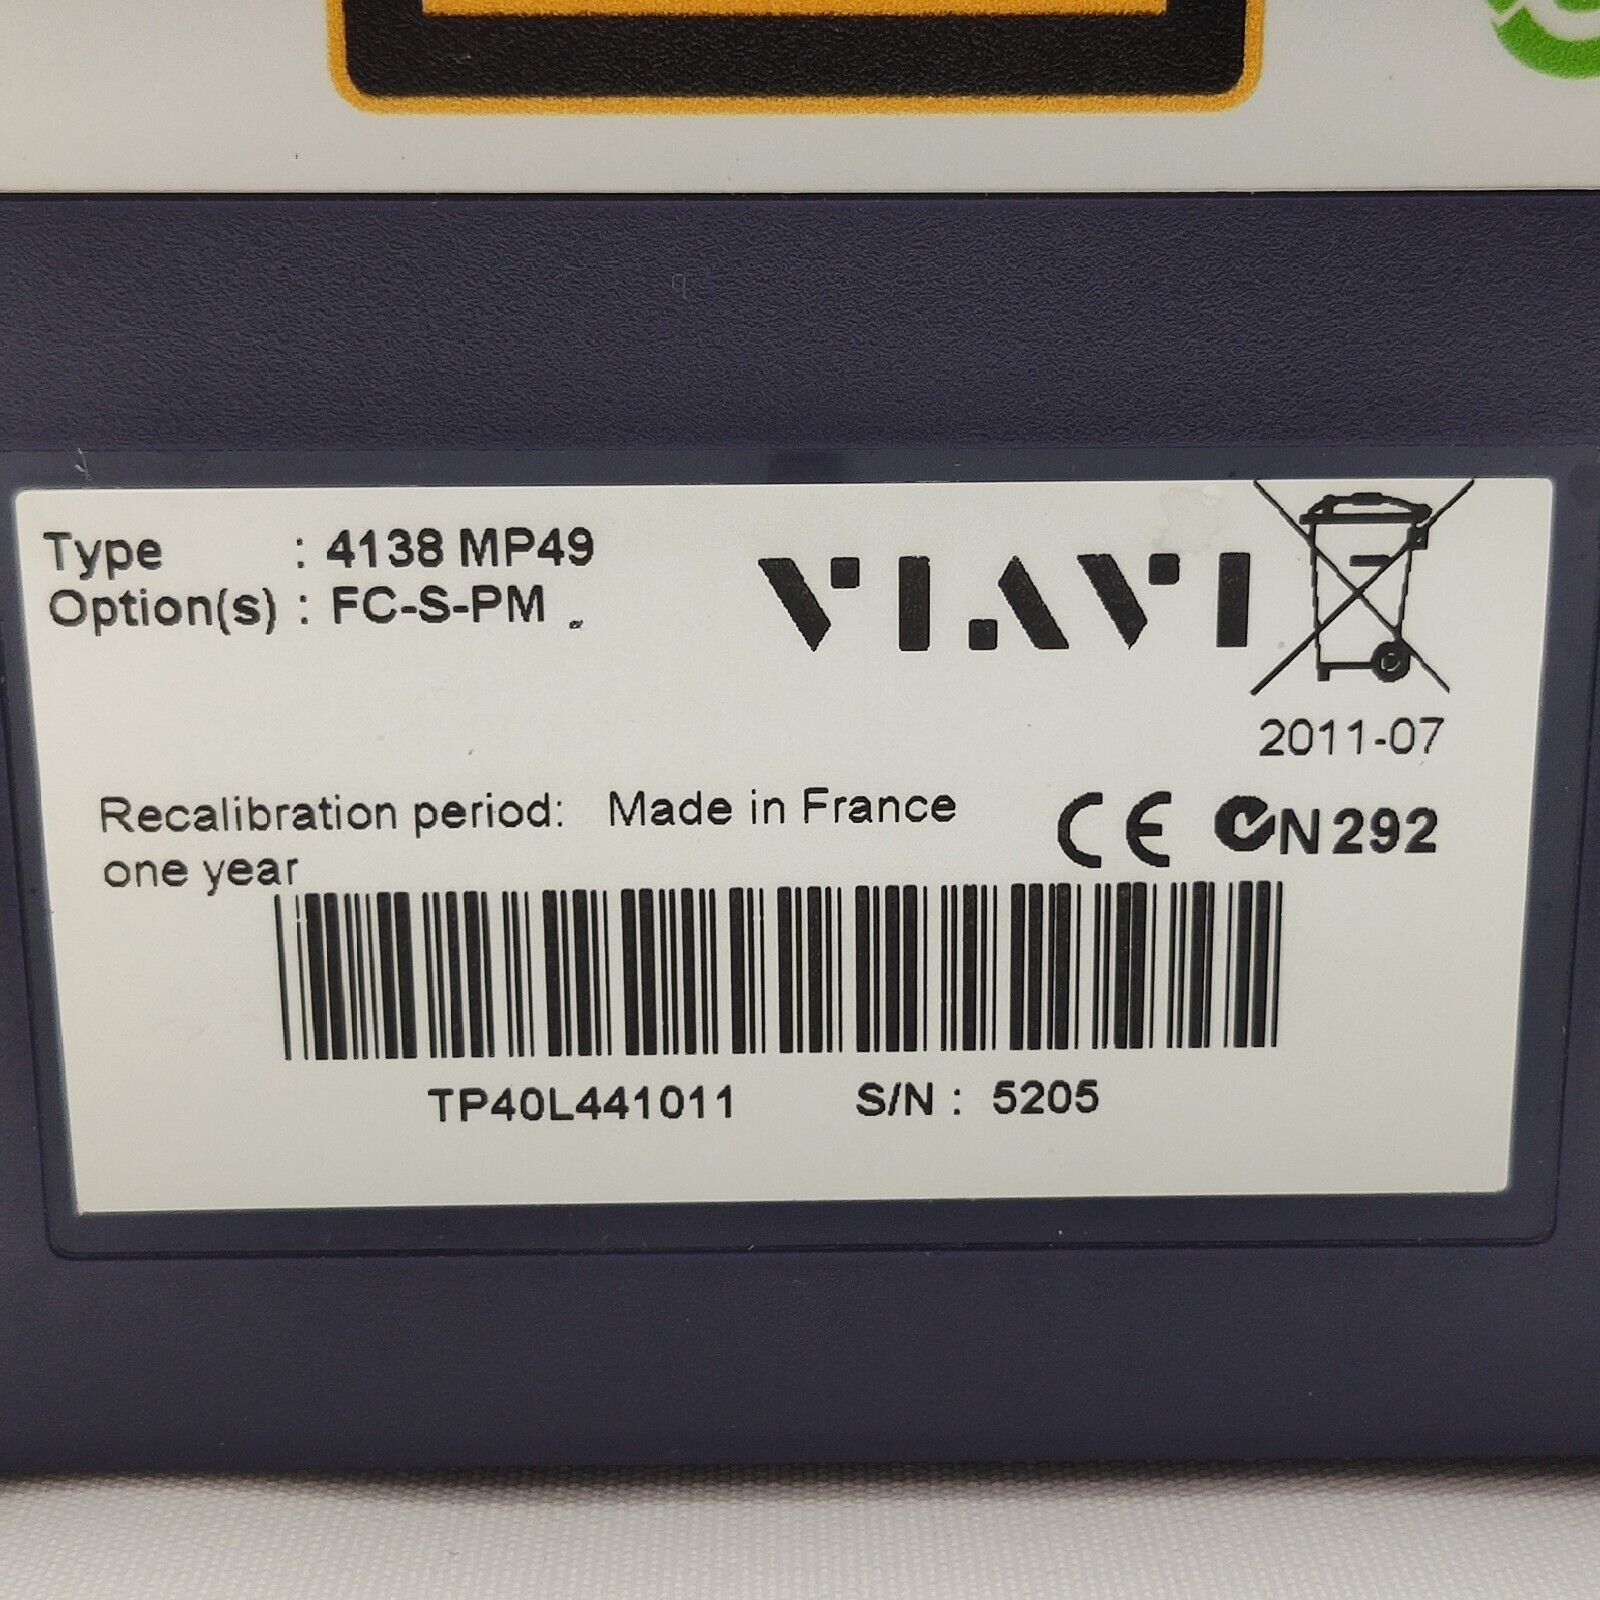 Type : 4138 MP49
Option(s) : FC-S-PM
VIAVI
2011-07
Recalibration period: Made in France
one year
CE N292
TP40L441011 S/N : 5205